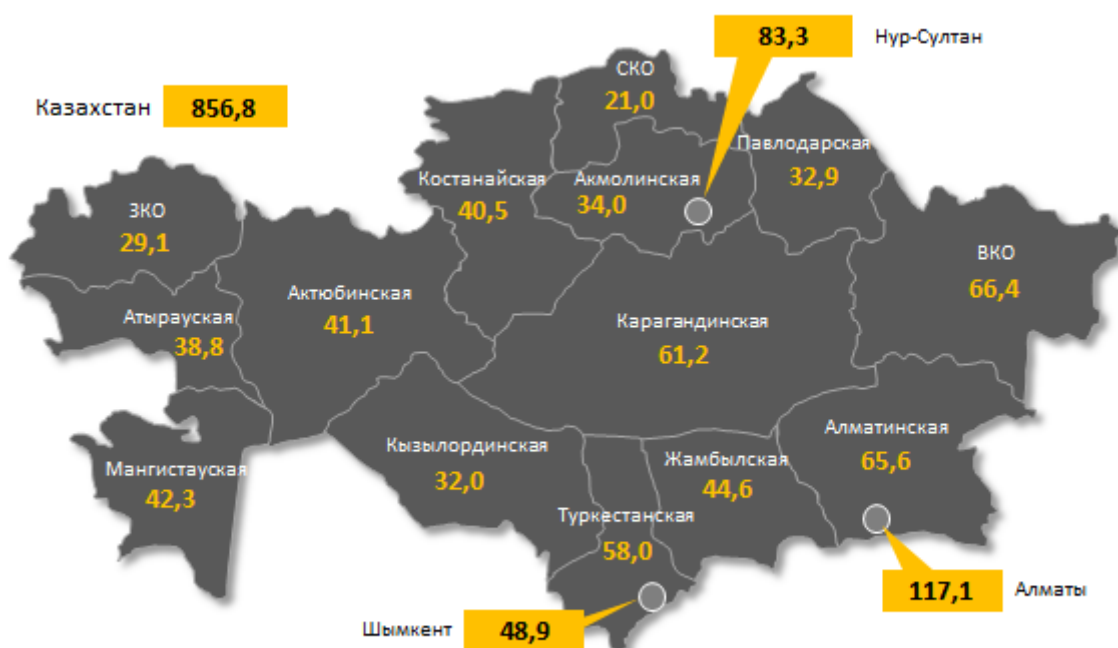 83,3 Нур-Султан
СКО
21,0
Казахстан 856,8
Павлодарская
32,9
Костанайская
40,5
Акмолинская
34,0
ЗКО
29,1
ВКО
66,4
Актюбинская
41,1
Атырауская
38,8
Карагандинская
61,2
Алматинская
65,6
Кызылординская
32,0
Жамбылская
44,6
Мангистауская
42,3
Туркестанская
58,0
117,1 Алматы
Шымкент 48,9